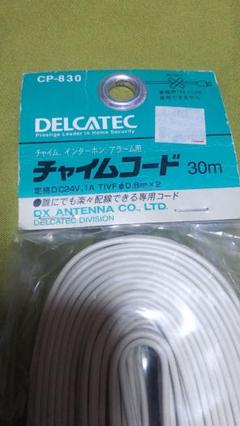 CP-830
DELCATEC
Prestige Leader in Home Security
チャイム、インターホン、アラーム用
チャイムコード 30m
定格DC24V.1A TIVFφ0.8m×2
●誰にでも楽々配線できる専用コード
DX ANTENNA CO., LTD.
DELCATEC DIVISION